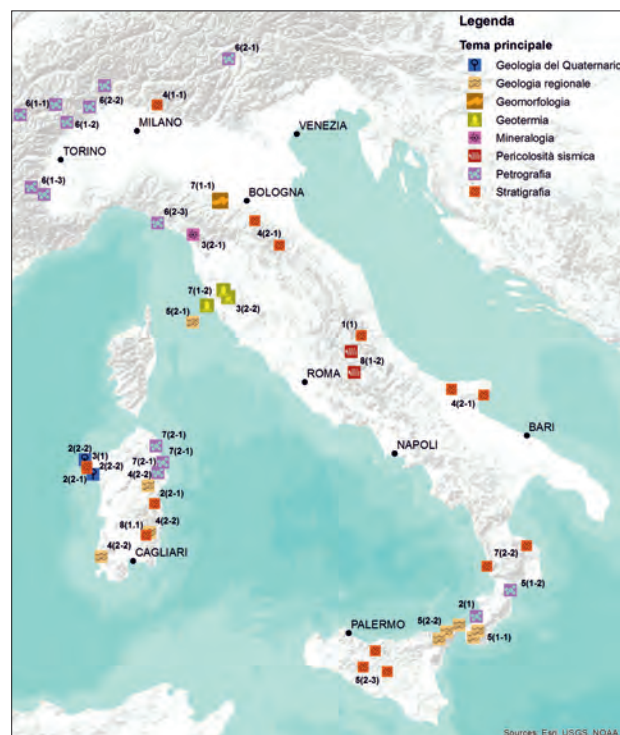 Legenda
Tema principale
Geologia del Quaternario
Geologia regionale
Geomorfologia
Geotermia
Mineralogia
Pericolosità sismica
Petrografia
Stratigrafia
6(2-1)
6(1-1)
6(2-2)
4(1-1)
6(1-2)
MILANO
VENEZIA
TORINO
6(1-3)
7(1-1)
BOLOGNA
6(2-3)
4(2-1)
3(2-1)
7(1-2)
3(2-2)
5(2-1)
1(1)
8(1-2)
ROMA
4(2-1)
BARI
NAPOLI
7(2-1)
2(2-2)
3(1)
7(2-1)
7(2-1)
2(2-2)
4(2-2)
2(2-1)
2(2-1)
8(1.1)
4(2-2)
4(2-2)
CAGLIARI
7(2-2)
5(1-2)
2(1)
5(2-2)
PALERMO
5(1-1)
5(2-3)
Sources: Esri, USGS, NOAA